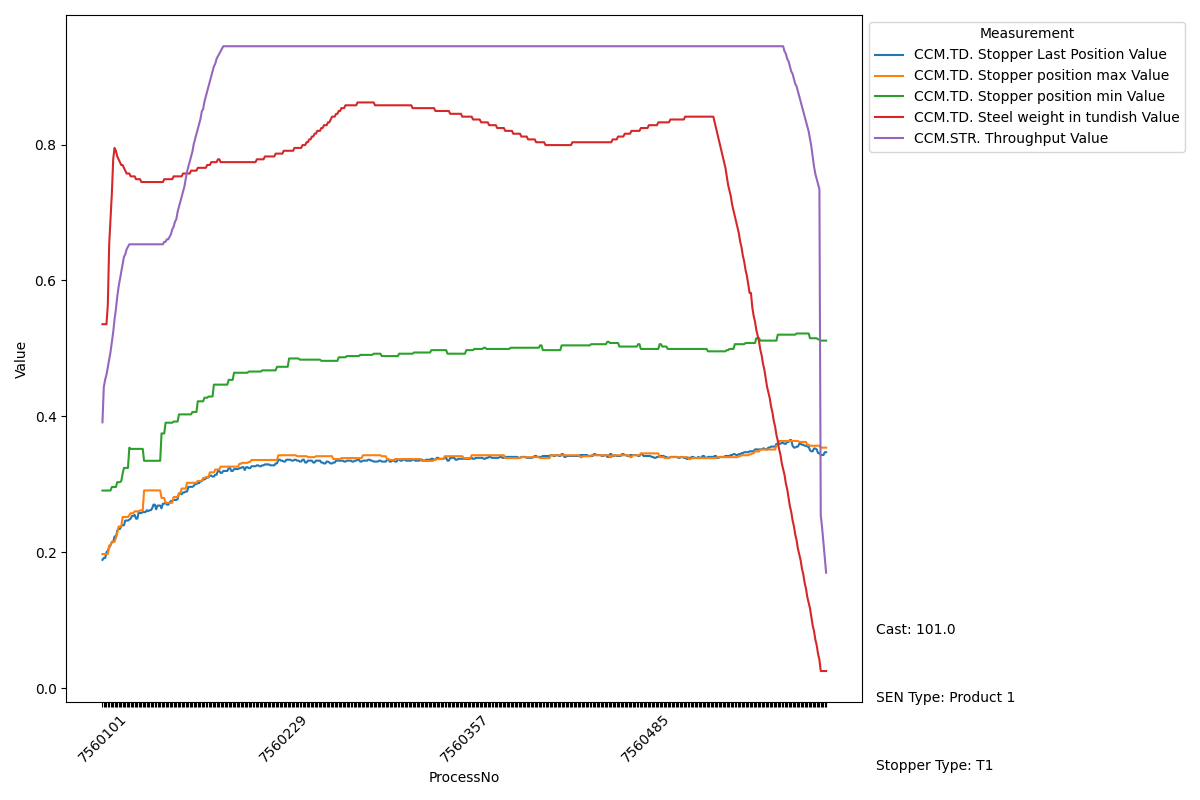 Measurement
CCM.TD. Stopper Last Position Value
CCM.TD. Stopper position max Value
CCM.TD. Stopper position min Value
CCM.TD. Steel weight in tundish Value
CCM.STR. Throughput Value
Value
0.8
0.6
0.4
0.2
0.0
7560101
7560229
7560357
7560485
ProcessNo
Cast: 101.0
SEN Type: Product 1
Stopper Type: T1